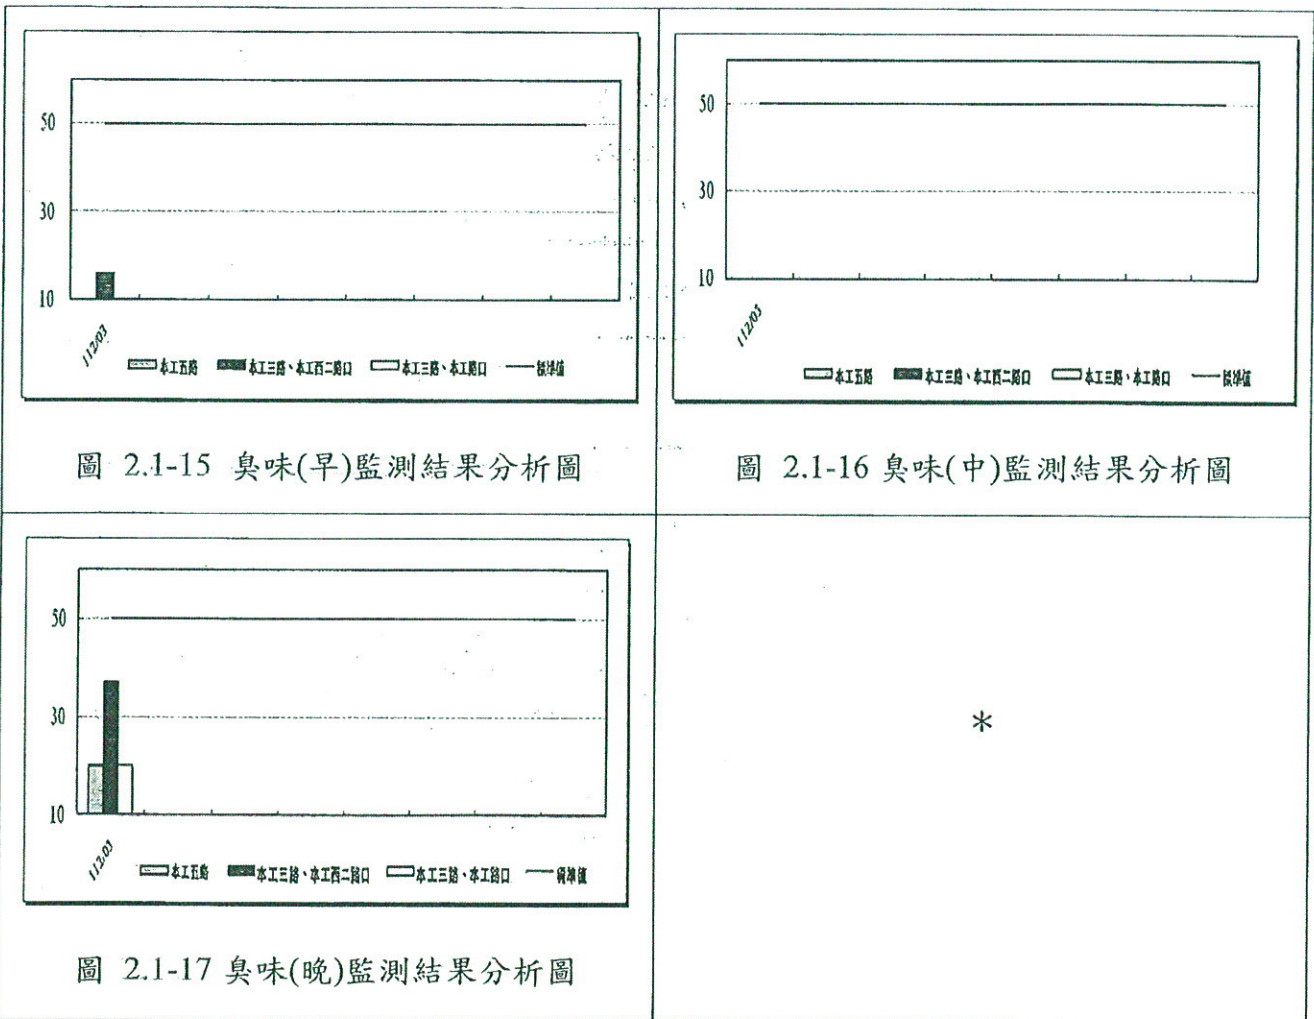 50
30
10
112/03
本工五路 本工三路、本工西二路口 本工三路、本工路口 標準值
圖 2.1-15 臭味(早)監測結果分析圖
50
30
10
112/03
本工五路 本工三路、本工西二路口 本工三路、本工路口 標準值
圖 2.1-16 臭味(中)監測結果分析圖
50
30
10
112/03
本工五路 本工三路、本工西二路口 本工三路、本工路口 標準值
圖 2.1-17 臭味(晚)監測結果分析圖
*